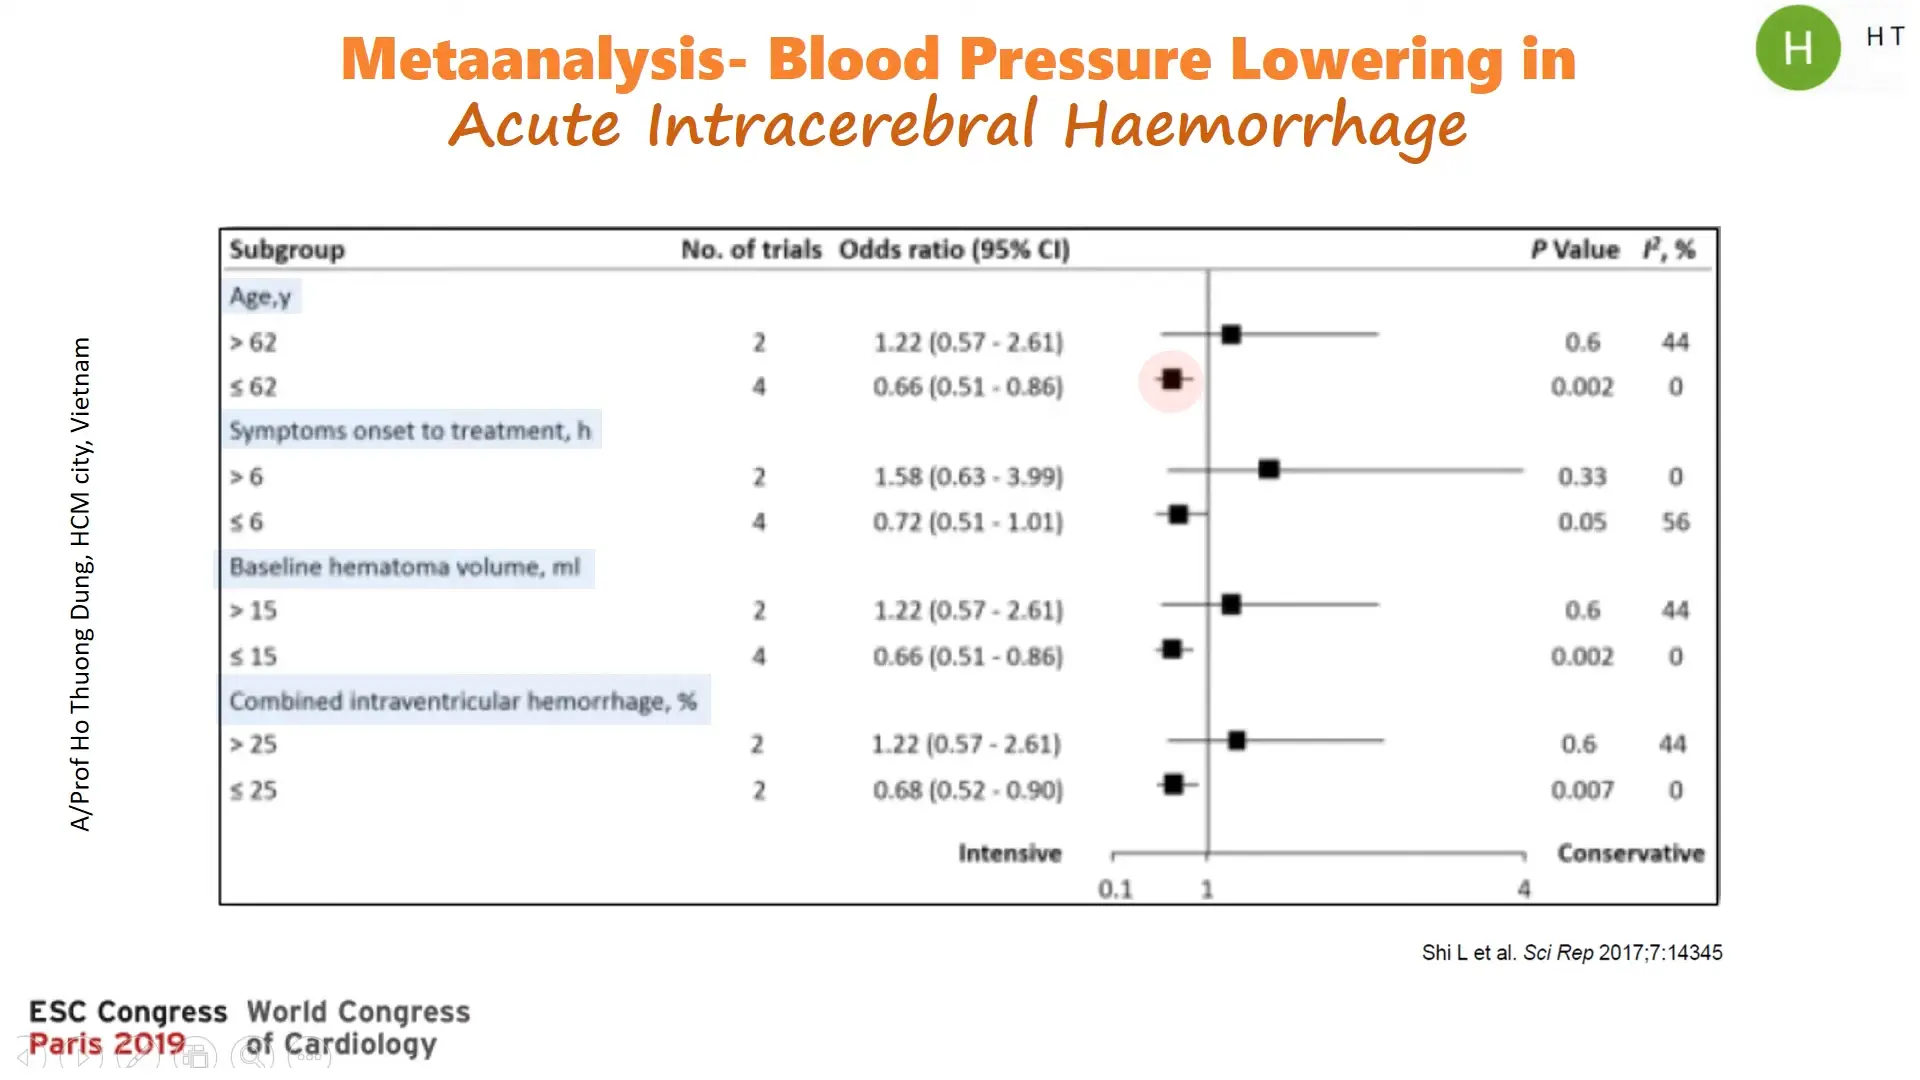 Metaanalysis- Blood Pressure Lowering in
Acute Intracerebral Haemorrhage
H
H T
A/Prof Ho Thuong Dung, HCM city, Vietnam
Subgroup No. of trials Odds ratio (95% CI) P Value I², %
Age,y
> 62 2 1.22 (0.57 - 2.61) 0.6 44
≤ 62 4 0.66 (0.51 - 0.86) 0.002 0
Symptoms onset to treatment, h
> 6 2 1.58 (0.63 - 3.99) 0.33 0
≤ 6 4 0.72 (0.51 - 1.01) 0.05 56
Baseline hematoma volume, ml
> 15 2 1.22 (0.57 - 2.61) 0.6 44
≤ 15 4 0.66 (0.51 - 0.86) 0.002 0
Combined intraventricular hemorrhage, %
> 25 2 1.22 (0.57 - 2.61) 0.6 44
≤ 25 2 0.68 (0.52 - 0.90) 0.007 0
Intensive Conservative
0.1 1 4
Shi L et al. Sci Rep 2017;7:14345
ESC Congress World Congress
Paris 2019 of Cardiology